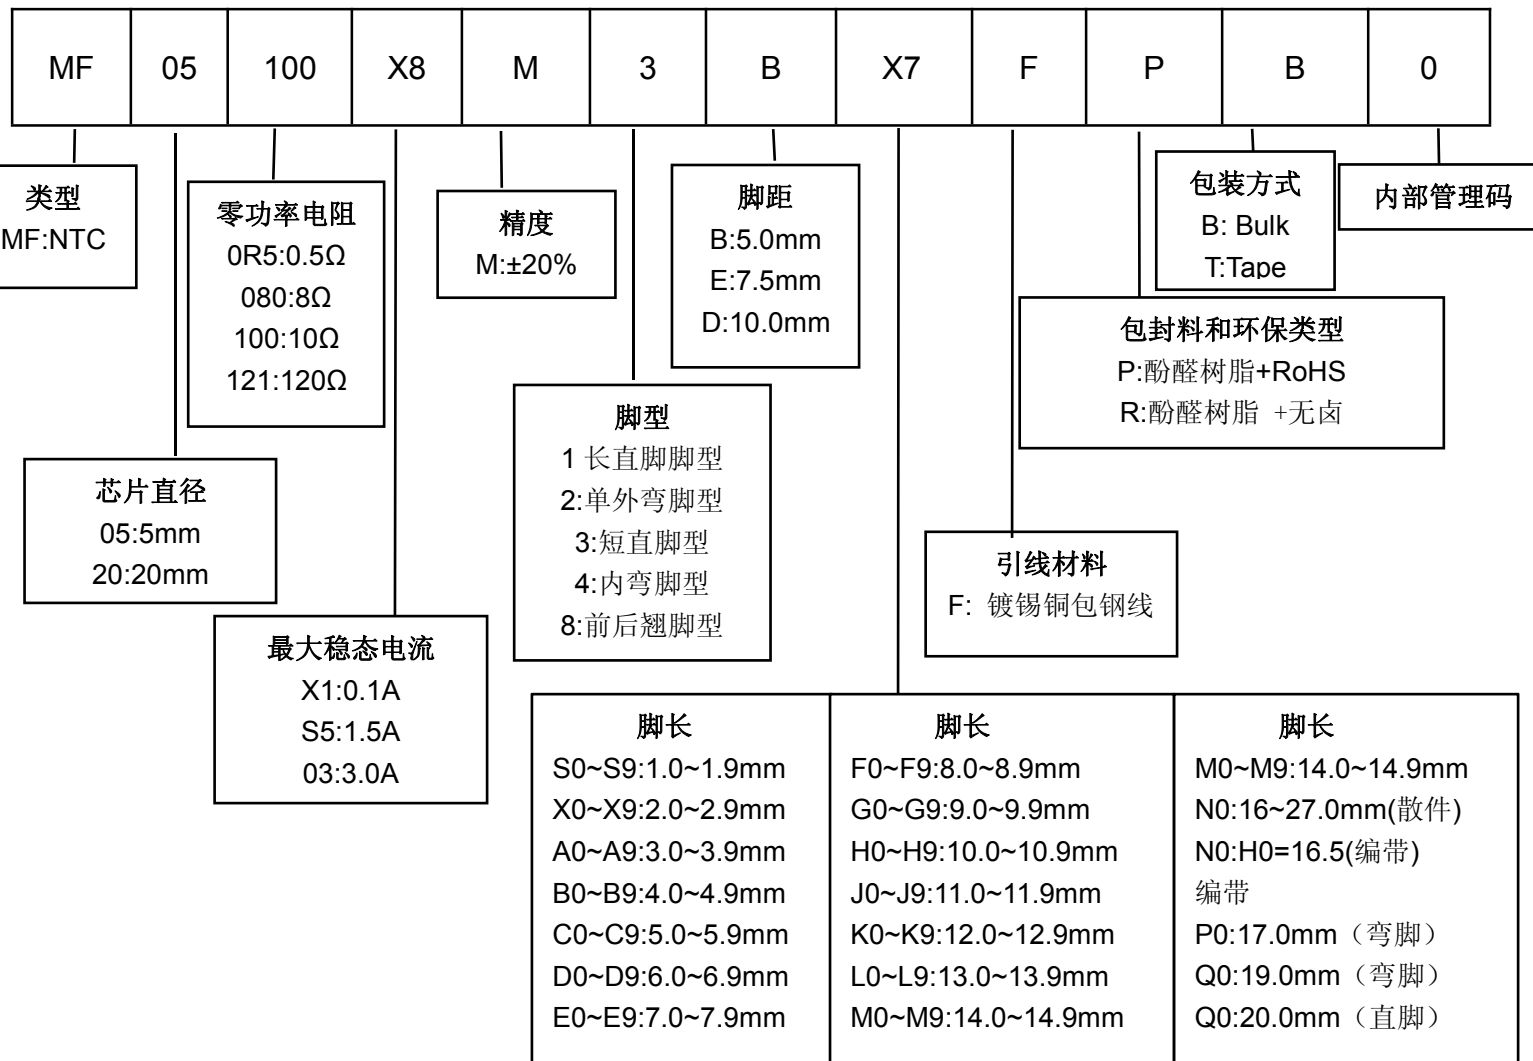 MF 05 100 X8 M 3 B X7 F P B 0
类型
MF:NTC
零功率电阻
0R5:0.5Ω
080:8Ω
100:10Ω
121:120Ω
精度
M:±20%
脚距
B:5.0mm
E:7.5mm
D:10.0mm
包装方式
B: Bulk
T:Tape
内部管理码
包封料和环保类型
P:酚醛树脂+RoHS
R:酚醛树脂 +无卤
脚型
1 长直脚脚型
2:单外弯脚型
3:短直脚型
4:内弯脚型
8:前后翘脚型
芯片直径
05:5mm
20:20mm
引线材料
F: 镀锡铜包钢线
最大稳态电流
X1:0.1A
S5:1.5A
03:3.0A
脚长
S0~S9:1.0~1.9mm
X0~X9:2.0~2.9mm
A0~A9:3.0~3.9mm
B0~B9:4.0~4.9mm
C0~C9:5.0~5.9mm
D0~D9:6.0~6.9mm
E0~E9:7.0~7.9mm
脚长
F0~F9:8.0~8.9mm
G0~G9:9.0~9.9mm
H0~H9:10.0~10.9mm
J0~J9:11.0~11.9mm
K0~K9:12.0~12.9mm
L0~L9:13.0~13.9mm
M0~M9:14.0~14.9mm
脚长
M0~M9:14.0~14.9mm
N0:16~27.0mm(散件)
N0:H0=16.5(编带)
编带
P0:17.0mm（弯脚）
Q0:19.0mm（弯脚）
Q0:20.0mm（直脚）